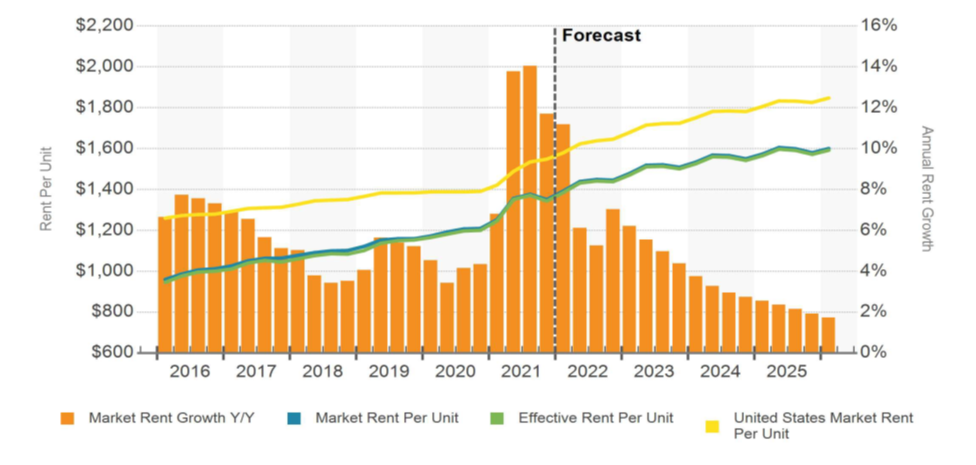 $2,200
$2,000
$1,800
$1,600
$1,400
$1,200
$1,000
$800
$600
Rent Per Unit
Forecast
16%
14%
12%
10%
8%
6%
4%
2%
0%
Annual Rent Growth
2016 2017 2018 2019 2020 2021 2022 2023 2024 2025
Market Rent Growth Y/Y
Market Rent Per Unit
Effective Rent Per Unit
United States Market Rent
Per Unit